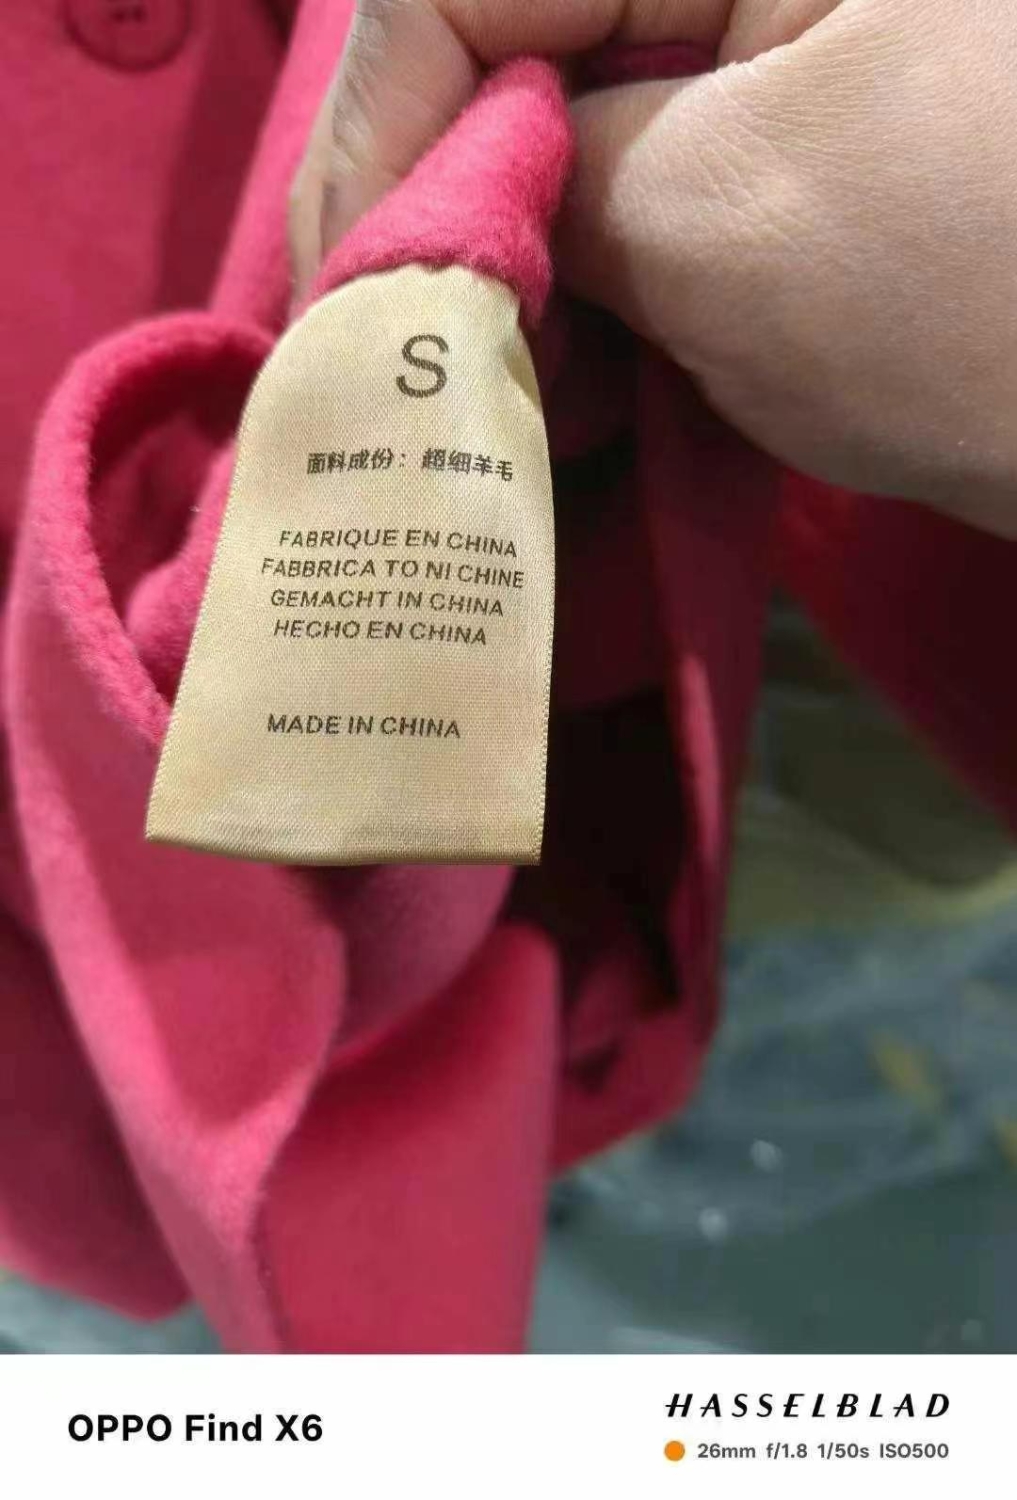 S
面料成份：超细羊毛
FABRIQUE EN CHINA
FABBRICA TO NI CHINE
GEMACHT IN CHINA
HECHO EN CHINA
MADE IN CHINA
OPPO Find X6
HASSELBLAD
26mm f/1.8 1/50s ISO500